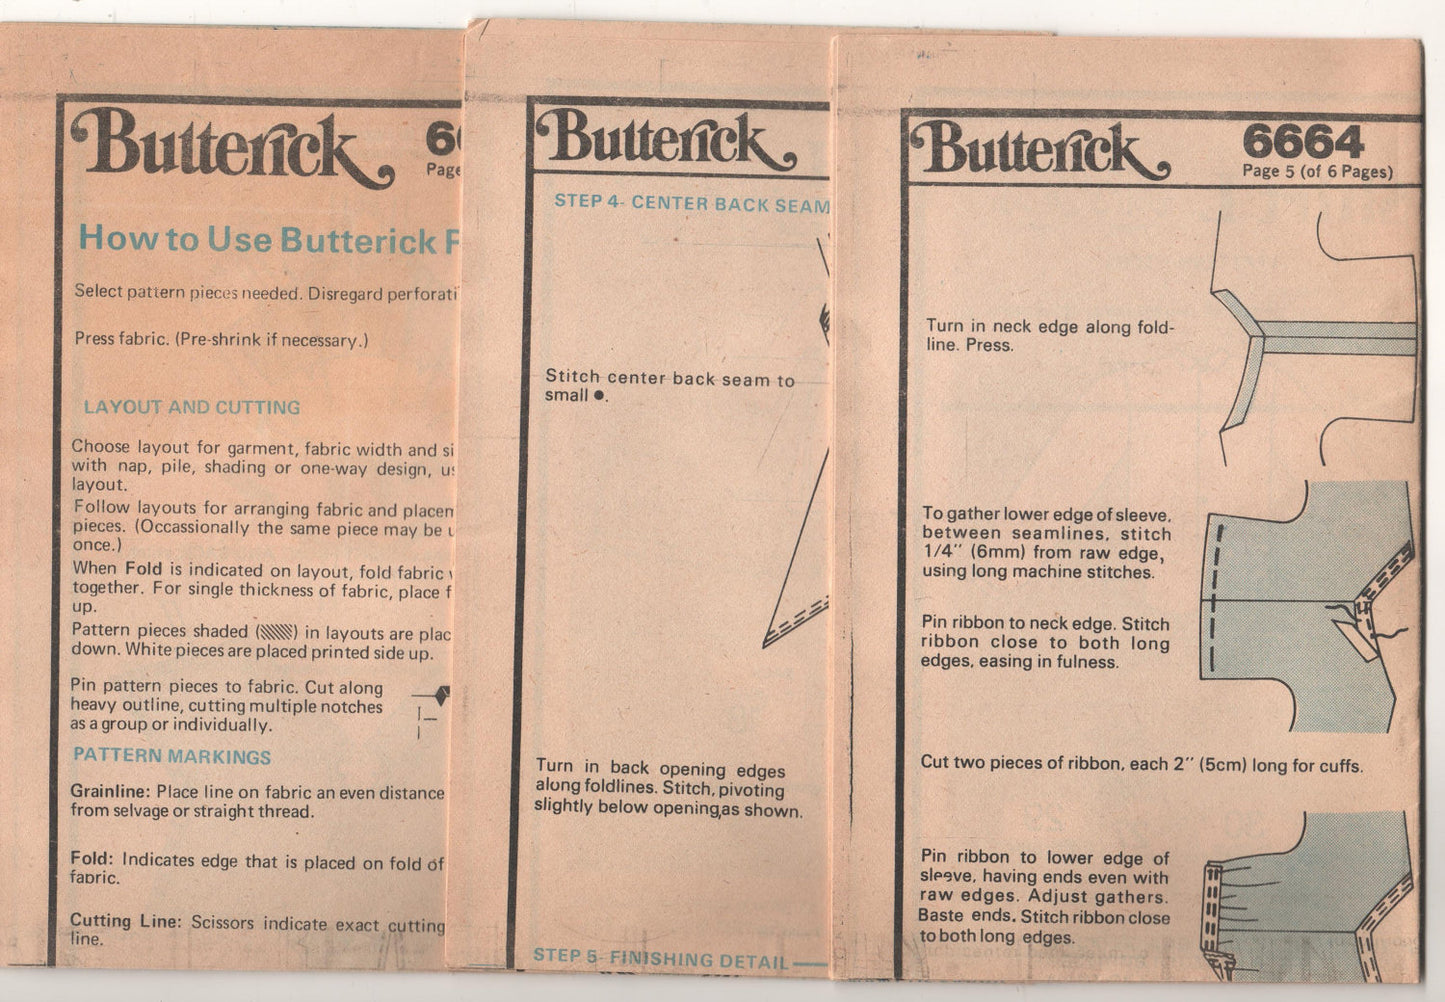 Butterick
Page
How to Use Butterick
Select pattern pieces needed. Disregard perforati
Press fabric. (Pre-shrink if necessary.)
LAYOUT AND CUTTING
Choose layout for garment, fabric width and si
with nap, pile, shading or one-way design, us
layout.
Follow layouts for arranging fabric and placem
pieces. (Occassionally the same piece may be u
once.)
When Fold is indicated on layout, fold fabric
together. For single thickness of fabric, place f
up.
Pattern pieces shaded ( ) in layouts are plac
down. White pieces are placed printed side up.
Pin pattern pieces to fabric. Cut along
heavy outline, cutting multiple notches
as a group or individually.
PATTERN MARKINGS
Grainline: Place line on fabric an even distance
from selvage or straight thread.
Fold: Indicates edge that is placed on fold of
fabric.
Cutting Line: Scissors indicate exact cutting
line.
Butterick
STEP 4- CENTER BACK SEAM
Stitch center back seam to
small ●.
Turn in back opening edges
along foldlines. Stitch, pivoting
slightly below opening,as shown.
STEP 5- FINISHING DETAIL
Butterick 6664
Page 5 (of 6 Pages)
Turn in neck edge along fold-
line. Press.
To gather lower edge of sleeve,
between seamlines, stitch
1/4" (6mm) from raw edge,
using long machine stitches.
Pin ribbon to neck edge. Stitch
ribbon close to both long
edges, easing in fulness.
Cut two pieces of ribbon, each 2" (5cm) long for cuffs.
Pin ribbon to lower edge of
sleeve, having ends even with
raw edges. Adjust gathers.
Baste ends. Stitch ribbon close
to both long edges.